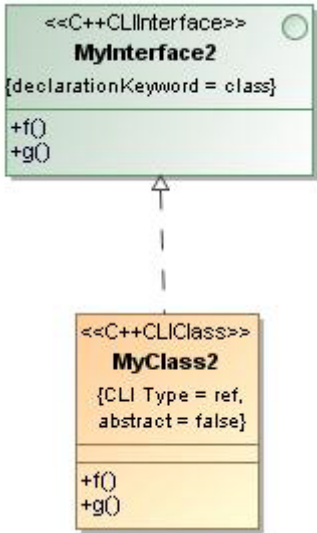 <<C++CLIInterface>>
MyInterface2
{declarationKeyword = class}
+f()
+g()
<<C++CLIClass>>
MyClass2
{CLI Type = ref,
abstract = false}
+f()
+g()